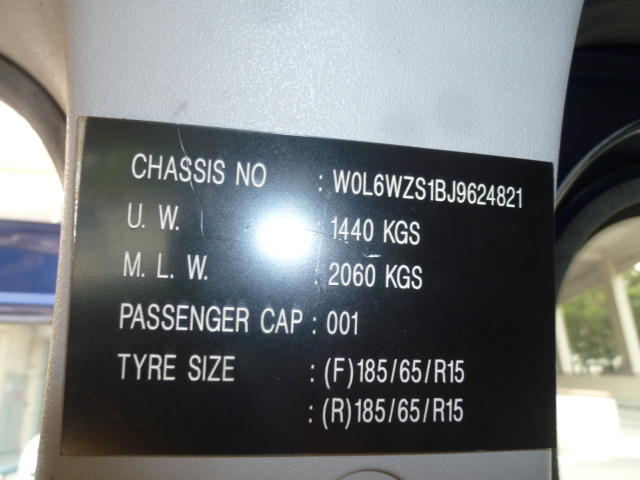 CHASSIS NO : W0L6WZS1BJ9624821
U. W. : 1440 KGS
M. L. W. : 2060 KGS
PASSENGER CAP : 001
TYRE SIZE : (F)185/65/R15
: (R)185/65/R15